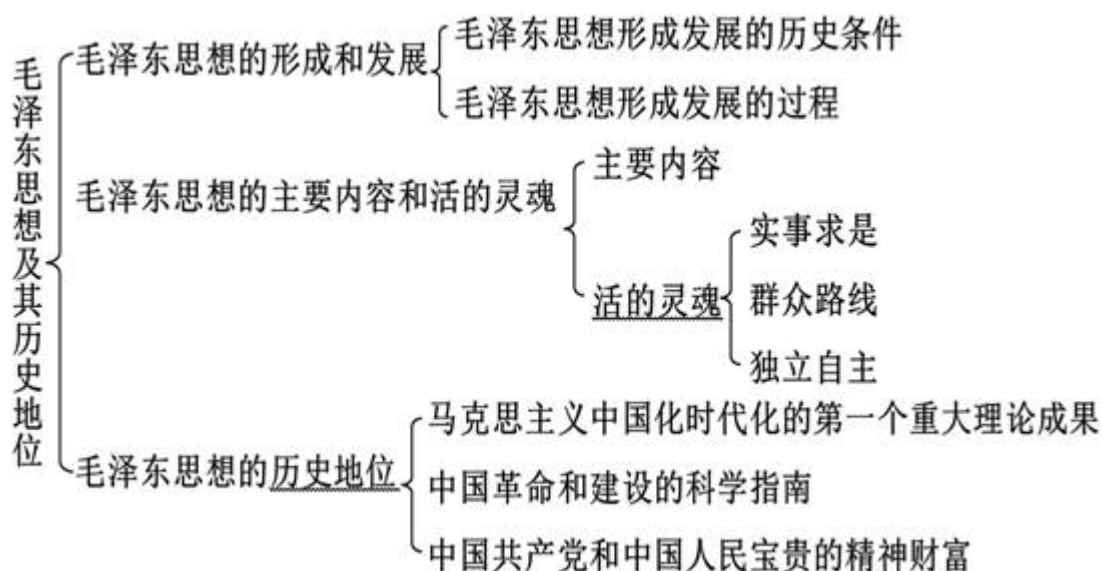 毛泽东思想及其历史地位
毛泽东思想的形成和发展
毛泽东思想形成发展的历史条件
毛泽东思想形成发展的过程
毛泽东思想的主要内容和活的灵魂
主要内容
活的灵魂
实事求是
群众路线
独立自主
毛泽东思想的历史地位
马克思主义中国化时代化的第一个重大理论成果
中国革命和建设的科学指南
中国共产党和中国人民宝贵的精神财富